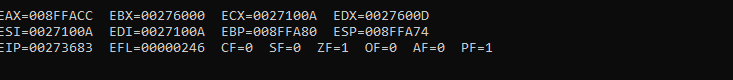 EAX=008FFACC  EBX=00276000  ECX=0027100A  EDX=0027600D
ESI=0027100A  EDI=0027100A  EBP=008FFA80  ESP=008FFA74
EIP=00273683  EFL=00000246  CF=0  SF=0  ZF=1  OF=0  AF=0  PF=1